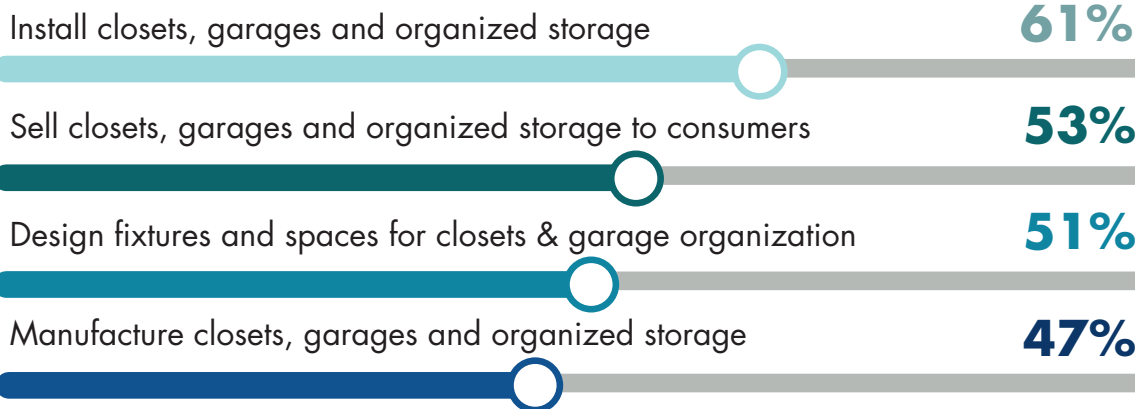 Install closets, garages and organized storage 61%
Sell closets, garages and organized storage to consumers 53%
Design fixtures and spaces for closets & garage organization 51%
Manufacture closets, garages and organized storage 47%